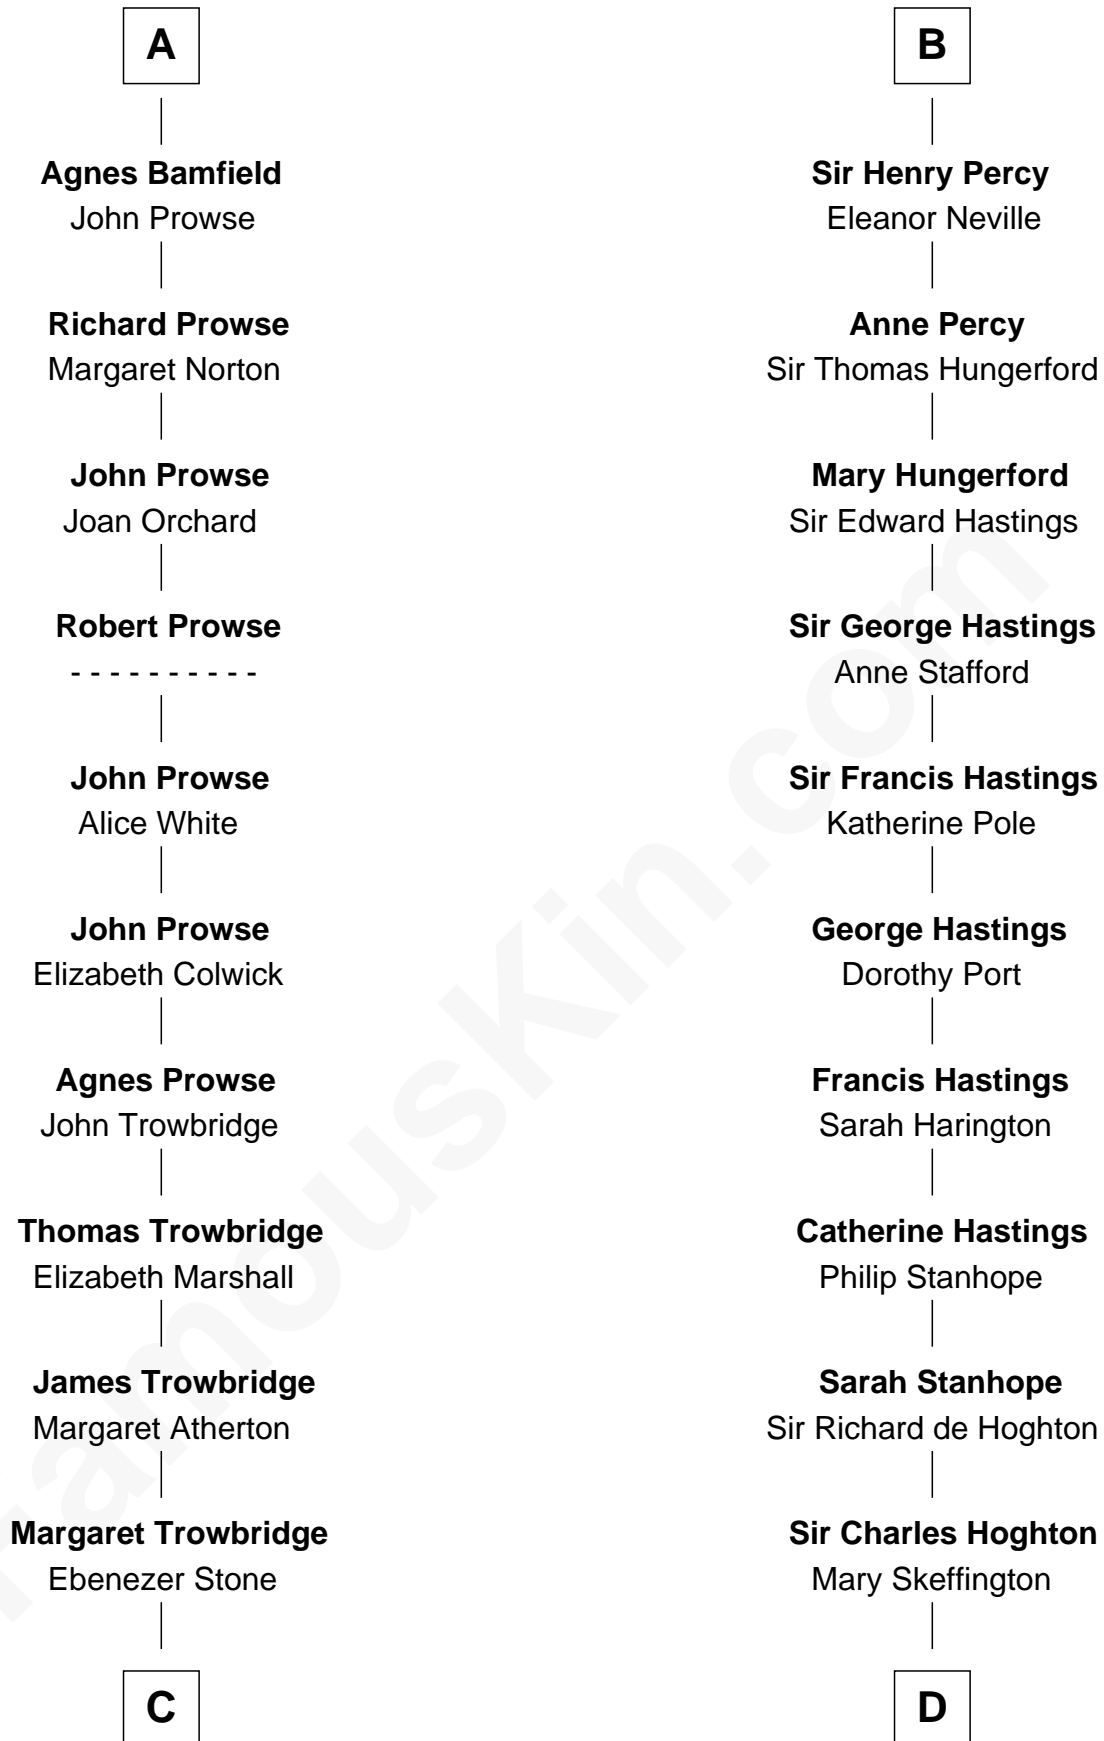 A
Agnes Bamfield
John Prowse
Richard Prowse
Margaret Norton
John Prowse
Joan Orchard
Robert Prowse
- - - - - - - - - -
John Prowse
Alice White
John Prowse
Elizabeth Colwick
Agnes Prowse
John Trowbridge
Thomas Trowbridge
Elizabeth Marshall
James Trowbridge
Margaret Atherton
Margaret Trowbridge
Ebenezer Stone
C
B
Sir Henry Percy
Eleanor Neville
Anne Percy
Sir Thomas Hungerford
Mary Hungerford
Sir Edward Hastings
Sir George Hastings
Anne Stafford
Sir Francis Hastings
Katherine Pole
George Hastings
Dorothy Port
Francis Hastings
Sarah Harington
Catherine Hastings
Philip Stanhope
Sarah Stanhope
Sir Richard de Hoghton
Sir Charles Hoghton
Mary Skeffington
D
FamousKin.com